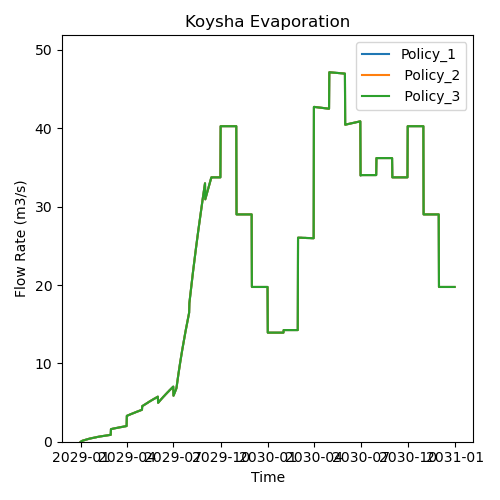 Koysha Evaporation
Policy_1
Policy_2
Policy_3
Flow Rate (m3/s)
50
40
30
20
10
0
2029-01 2029-04 2029-07 2029-10 2030-01 2030-04 2030-07 2030-10 2031-01
Time